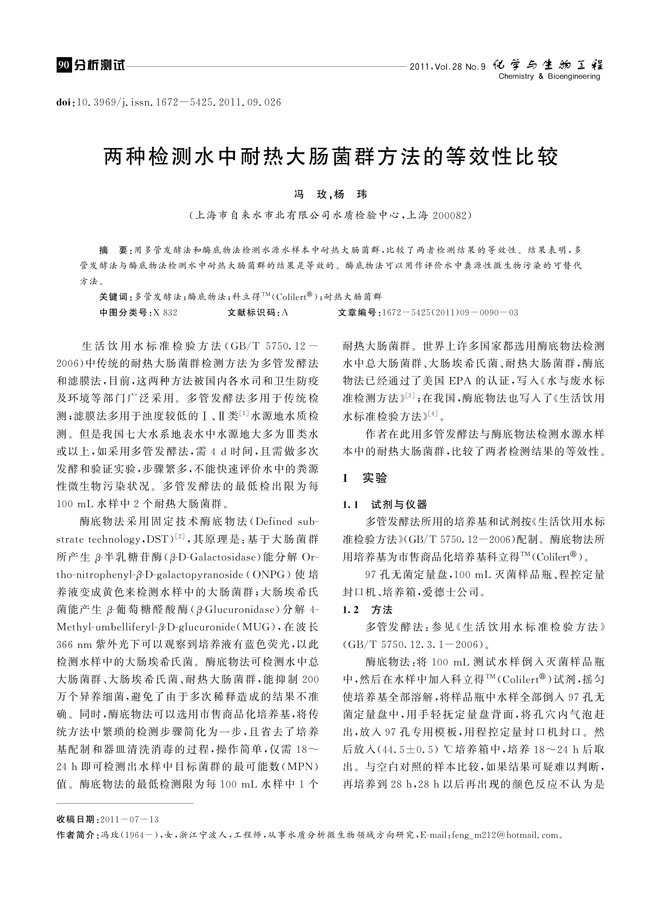 90 分析测试
2011,Vol.28 No.9 化学与生物工程
Chemistry & Bioengineering
doi:10.3969/j.issn.1672-5425.2011.09.026
两种检测水中耐热大肠菌群方法的等效性比较
冯 玫,杨 玮
(上海市自来水市北有限公司水质检验中心,上海 200082)
摘 要:用多管发酵法和酶底物法检测水源水样本中耐热大肠菌群,比较了两者检测结果的等效性。结果表明,多
管发酵法与酶底物法检测水中耐热大肠菌群的结果是等效的。酶底物法可以用作评价水中粪源性微生物污染的可替代
方法。
关键词:多管发酵法;酶底物法;科立得™(Colilert®);耐热大肠菌群
中图分类号:X 832 文献标识码:A 文章编号:1672-5425(2011)09-0090-03
生活饮用水标准检验方法(GB/T 5750.12-
2006)中传统的耐热大肠菌群检测方法为多管发酵法
和滤膜法,目前,这两种方法被国内各水司和卫生防疫
及环境等部门广泛采用。多管发酵法多用于传统检
测;滤膜法多用于浊度较低的Ⅰ、Ⅱ类[1]水源地水质检
测。但是我国七大水系地表水中水源地大多为Ⅲ类水
或以上,如采用多管发酵法,需 4 d 时间,且需做多次
发酵和验证实验,步骤繁多,不能快速评价水中的粪源
性微生物污染状况。多管发酵法的最低检出限为每
100 mL 水样中 2 个耐热大肠菌群。
酶底物法采用固定技术酶底物法(Defined sub-
strate technology,DST)[2],其原理是:基于大肠菌群
所产生 β-半乳糖苷酶(β-D-Galactosidase)能分解 Or-
tho-nitrophenyl-β-D-galactopyranoside(ONPG)使培
养液变成黄色来检测水样中的大肠菌群;大肠埃希氏
菌能产生 β-葡萄糖醛酸酶(β-Glucuronidase)分解 4-
Methyl-umbelliferyl-β-D-glucuronide(MUG),在波长
366 nm 紫外光下可以观察到培养液有蓝色荧光,以此
检测水样中的大肠埃希氏菌。酶底物法可检测水中总
大肠菌群、大肠埃希氏菌、耐热大肠菌群,能抑制 200
万个异养细菌,避免了由于多次稀释造成的结果不准
确。同时,酶底物法可以选用市售商品化培养基,将传
统方法中繁琐的检测步骤简化为一步,且省去了培养
基配制和器皿清洗消毒的过程,操作简单,仅需 18~
24 h 即可检测出水样中目标菌群的最可能数(MPN)
值。酶底物法的最低检测限为每 100 mL 水样中 1 个
耐热大肠菌群。世界上许多国家都选用酶底物法检测
水中总大肠菌群、大肠埃希氏菌、耐热大肠菌群,酶底
物法已经通过了美国 EPA 的认证,写入《水与废水标
准检测方法》[3];在我国,酶底物法也写入了《生活饮用
水标准检验方法》[4]。
作者在此用多管发酵法与酶底物法检测水源水样
本中的耐热大肠菌群,比较了两者检测结果的等效性。
1 实验
1.1 试剂与仪器
多管发酵法所用的培养基和试剂按《生活饮用水标
准检验方法》(GB/T 5750.12-2006)配制。酶底物法所
用培养基为市售商品化培养基科立得™(Colilert®)。
97 孔无菌定量盘,100 mL 灭菌样品瓶、程控定量
封口机、培养箱,爱德士公司。
1.2 方法
多管发酵法:参见《生活饮用水标准检验方法》
(GB/T 5750.12.3.1-2006)。
酶底物法:将 100 mL 测试水样倒入灭菌样品瓶
中,然后在水样中加入科立得™(Colilert®)试剂,摇匀
使培养基全部溶解,将样品瓶中水样全部倒入 97 孔无
菌定量盘中,用手轻抚定量盘背面,将孔穴内气泡赶
出,放入 97 孔专用模板,用程控定量封口机封口。然
后放入(44.5±0.5) ℃培养箱中,培养 18~24 h 后取
出。与空白对照的样本比较,如果结果可疑难以判断,
再培养到 28 h,28 h 以后再出现的颜色反应不认为是
收稿日期:2011-07-13
作者简介:冯玫(1964-),女,浙江宁波人,工程师,从事水质分析微生物领域方向研究,E-mail:feng_m212@hotmail.com。